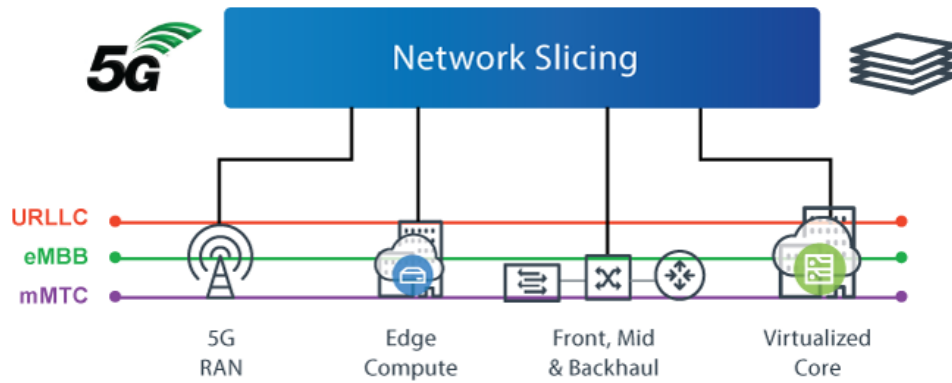 5G
Network Slicing
URLLC
eMBB
mMTC
5G
RAN
Edge
Compute
Front, Mid
& Backhaul
Virtualized
Core